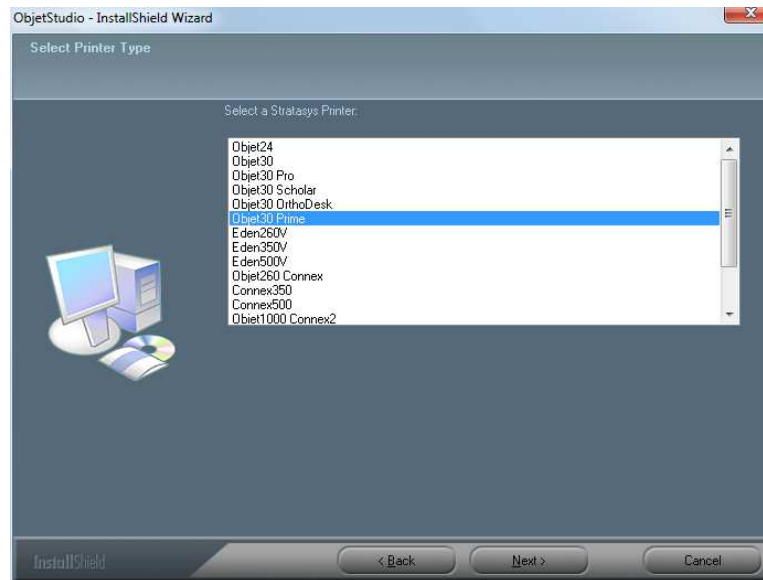 ObjetStudio - InstallShield Wizard
Select Printer Type
Select a Stratasys Printer:
Objet24
Objet30
Objet30 Pro
Objet30 Scholar
Objet30 OrthoDesk
Objet30 Prime
Eden260V
Eden350V
Eden500V
Objet260 Connex
Connex350
Connex500
Objet1000 Connex2
InstallShield
< Back
Next >
Cancel